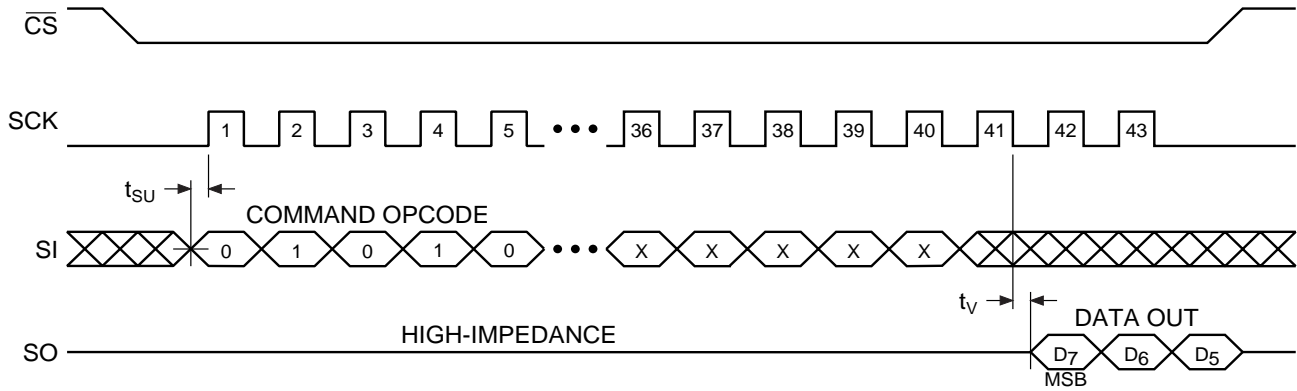 CS
SCK 1 2 3 4 5 ••• 36 37 38 39 40 41 42 43
tSU
COMMAND OPCODE
SI 0 1 0 1 0 ••• X X X X X
tV
HIGH-IMPEDANCE DATA OUT
SO D7 D6 D5
MSB